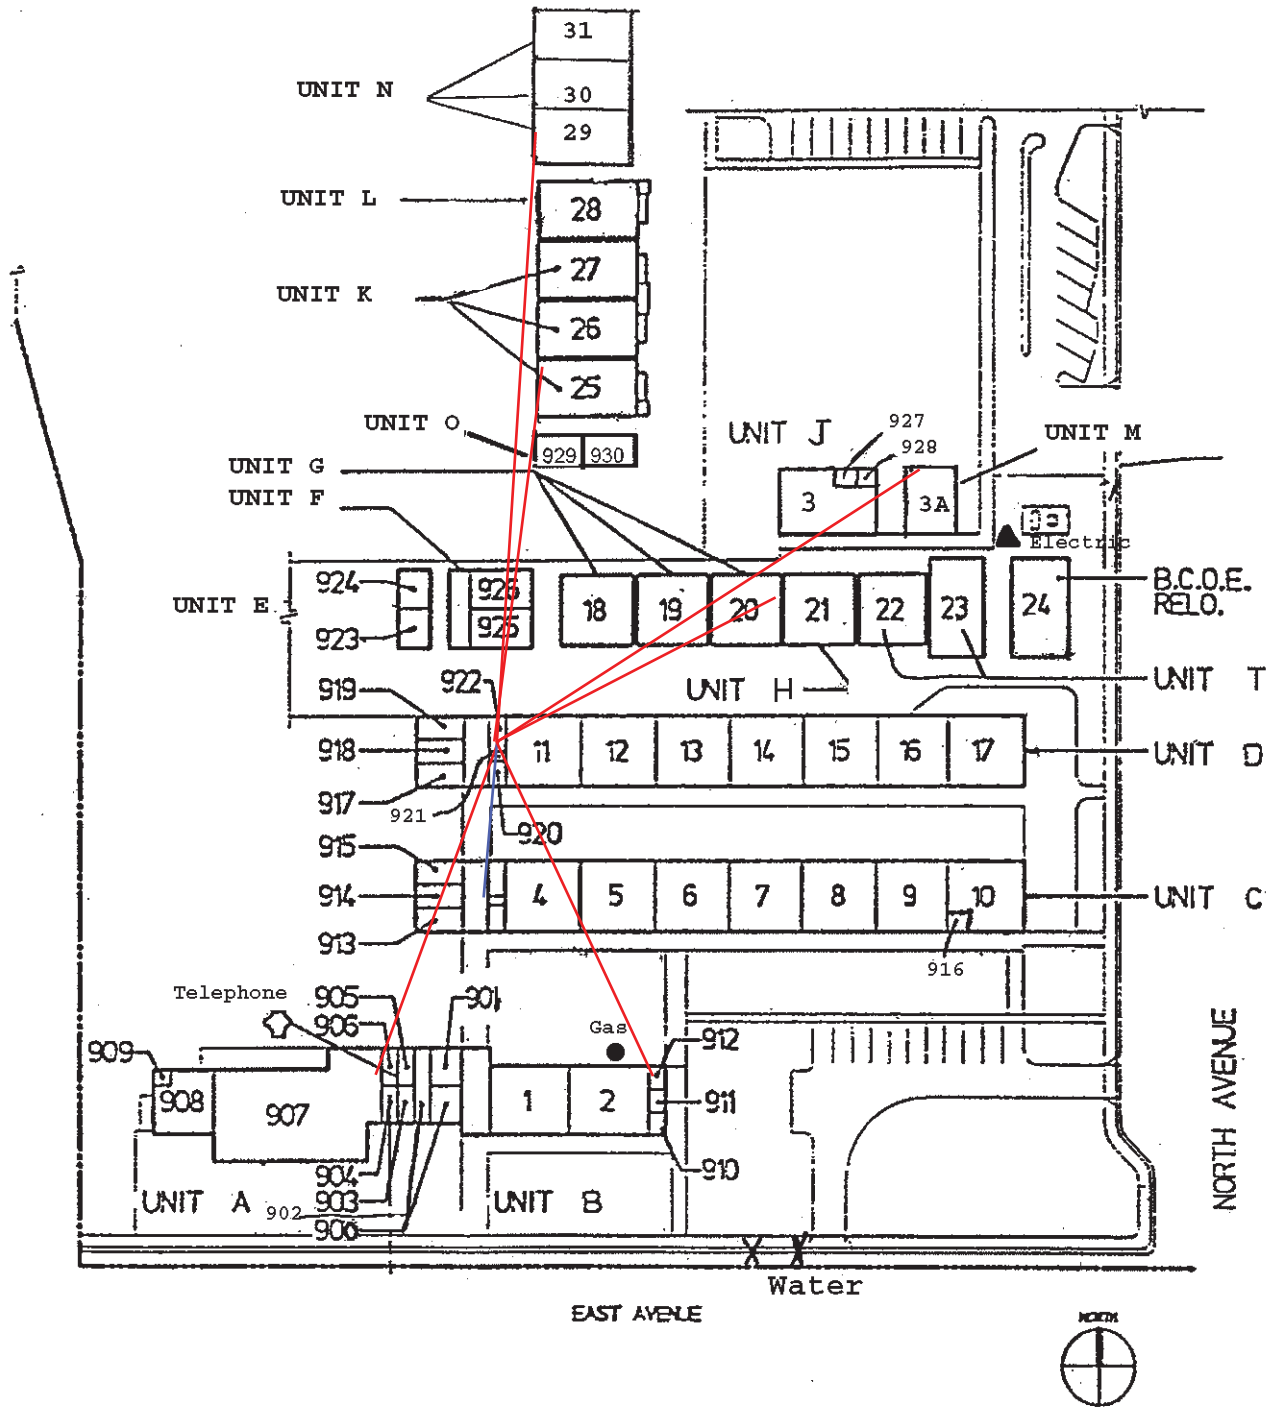 31
UNIT N
30
29
UNIT L
28
27
UNIT K
26
25
UNIT O
929 930
927
UNIT J
928
UNIT M
UNIT G
UNIT F
3
3A
Electric
924
926
B.C.O.E.
RELO.
UNIT E
18 19 20 21 22 23 24
923
925
922
919
UNIT H
UNIT T
918
11 12 13 14 15 16 17
UNIT D
917
921
920
915
914
4 5 6 7 8 9 10
UNIT C
913
916
Telephone
905
901
906
Gas
912
909
908
907
1 2
911
904
910
903
UNIT A
902
UNIT B
900
NORTH AVENUE
Water
EAST AVENUE
NORTH